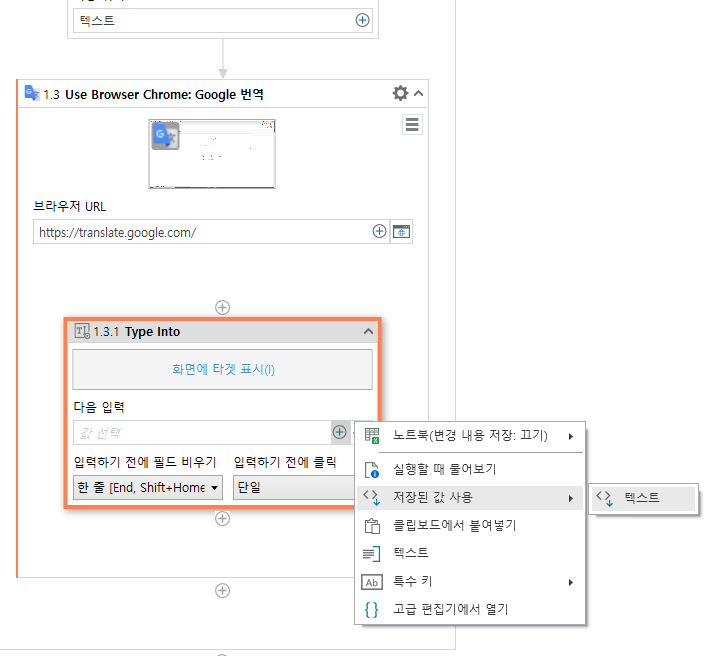 텍스트
1.3 Use Browser Chrome: Google 번역
브라우저 URL
https://translate.google.com/
1.3.1 Type Into
화면에 타겟 표시(I)
다음 입력
값 선택
입력하기 전에 필드 비우기 입력하기 전에 클릭
한 줄 [End, Shift+Home 단일
노트북(변경 내용 저장: 끄기)
실행할 때 물어보기
저장된 값 사용
텍스트
클립보드에서 붙여넣기
텍스트
Ab 특수 키
{} 고급 편집기에서 열기